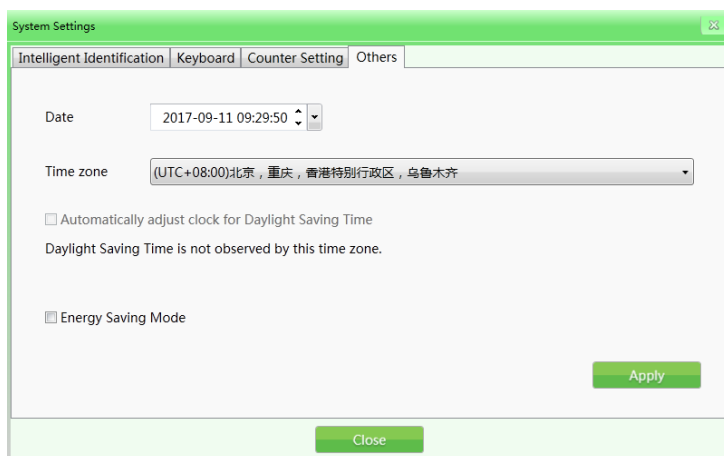 System Settings
Intelligent Identification Keyboard Counter Setting Others
Date 2017-09-11 09:29:50
Time zone (UTC+08:00)北京，重庆，香港特别行政区，乌鲁木齐
Automatically adjust clock for Daylight Saving Time
Daylight Saving Time is not observed by this time zone.
Energy Saving Mode
Apply
Close